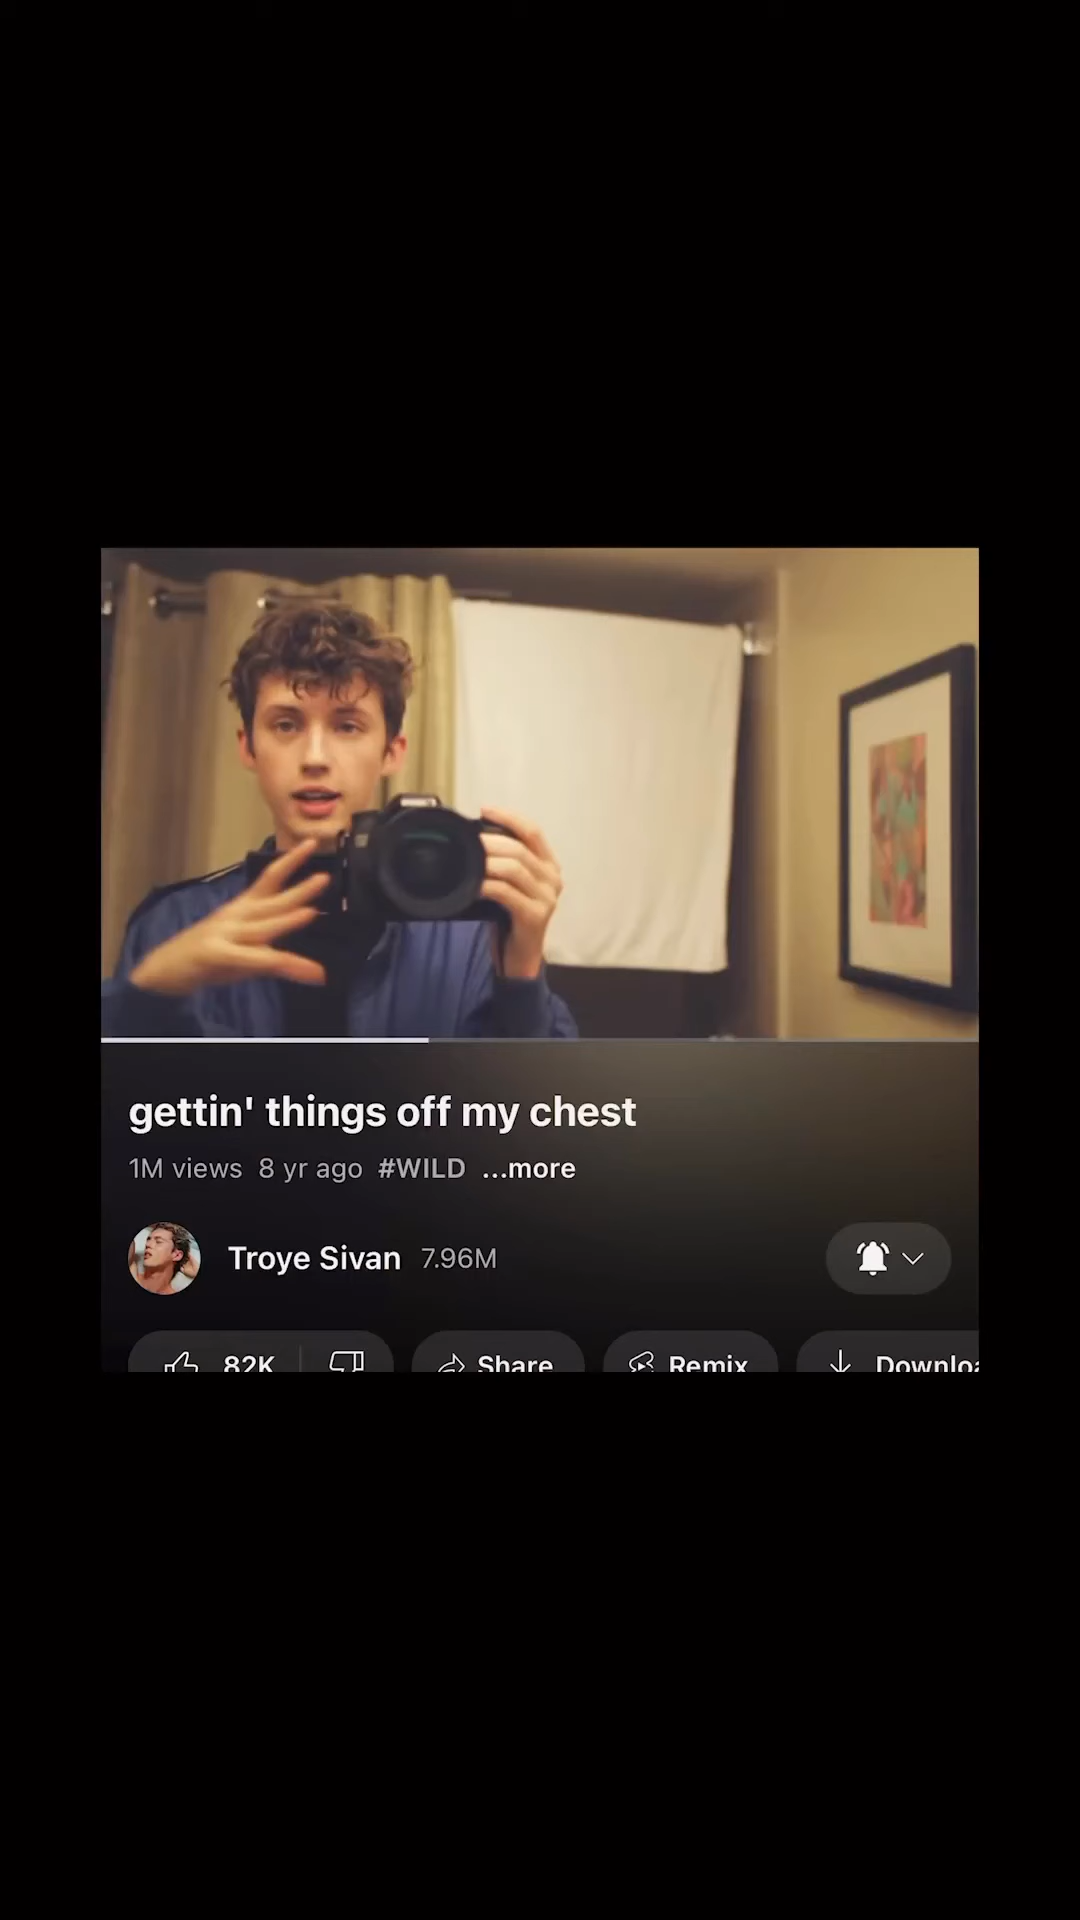 gettin' things off my chest
1M views 8 yr ago #WILD ...more
Troye Sivan 7.96M
82K Share Remix Downloa